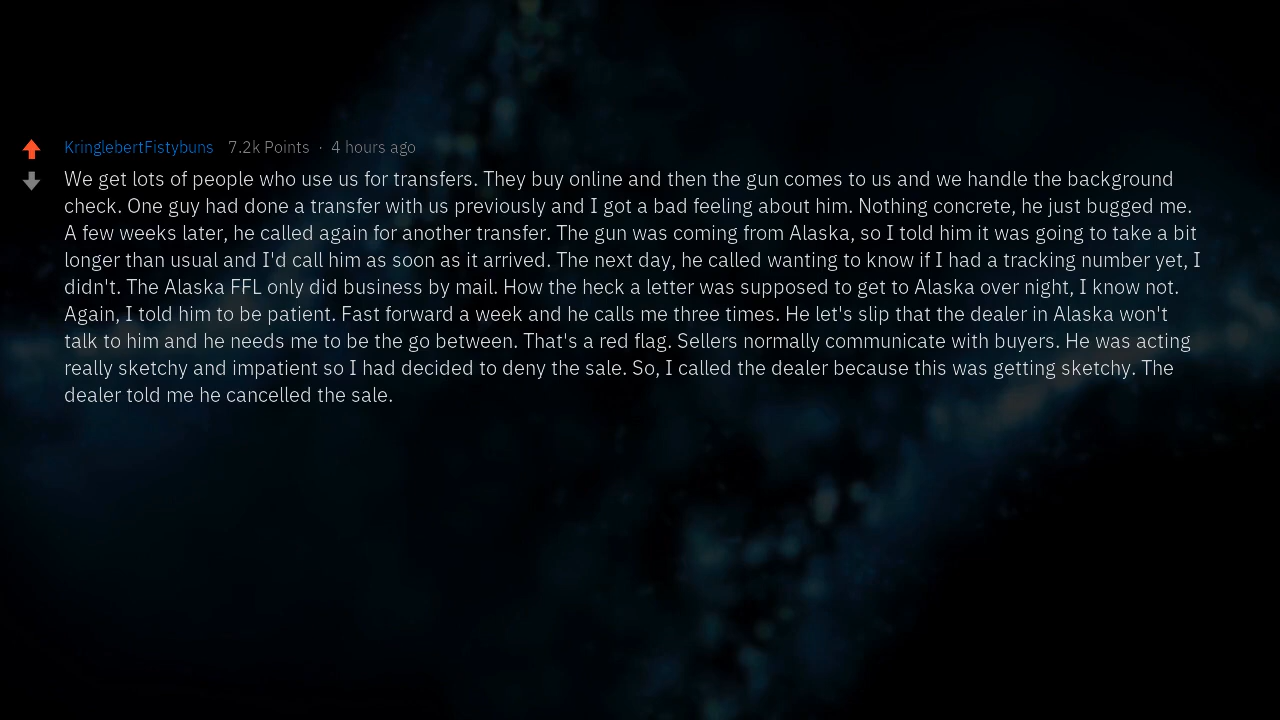 KringlebertFistybuns 7.2k Points · 4 hours ago
We get lots of people who use us for transfers. They buy online and then the gun comes to us and we handle the background
check. One guy had done a transfer with us previously and I got a bad feeling about him. Nothing concrete, he just bugged me.
A few weeks later, he called again for another transfer. The gun was coming from Alaska, so I told him it was going to take a bit
longer than usual and I'd call him as soon as it arrived. The next day, he called wanting to know if I had a tracking number yet, I
didn't. The Alaska FFL only did business by mail. How the heck a letter was supposed to get to Alaska over night, I know not.
Again, I told him to be patient. Fast forward a week and he calls me three times. He let's slip that the dealer in Alaska won't
talk to him and he needs me to be the go between. That's a red flag. Sellers normally communicate with buyers. He was acting
really sketchy and impatient so I had decided to deny the sale. So, I called the dealer because this was getting sketchy. The
dealer told me he cancelled the sale.